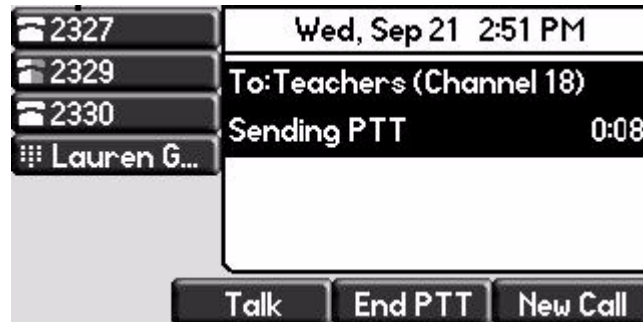 2327
2329
2330
Lauren G...
Wed, Sep 21 2:51 PM
To:Teachers (Channel 18)
Sending PTT 0:08
Talk End PTT New Call